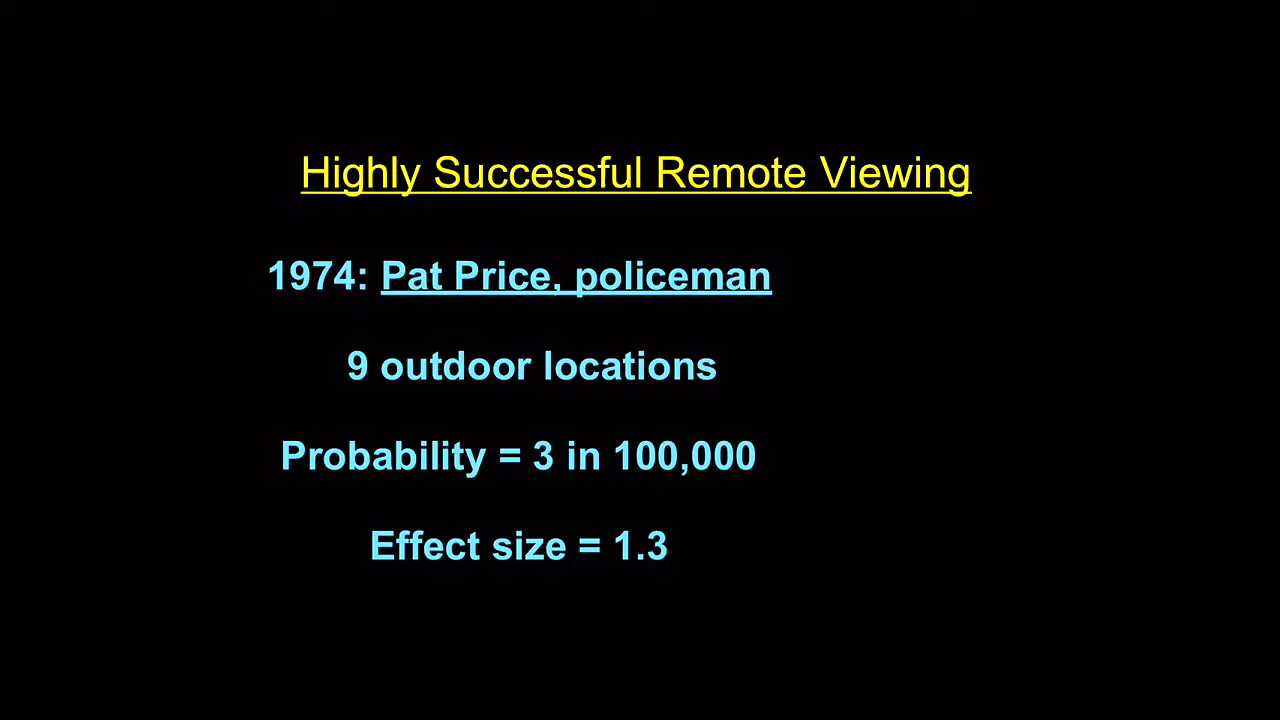 Highly Successful Remote Viewing
1974: Pat Price, policeman
9 outdoor locations
Probability = 3 in 100,000
Effect size = 1.3